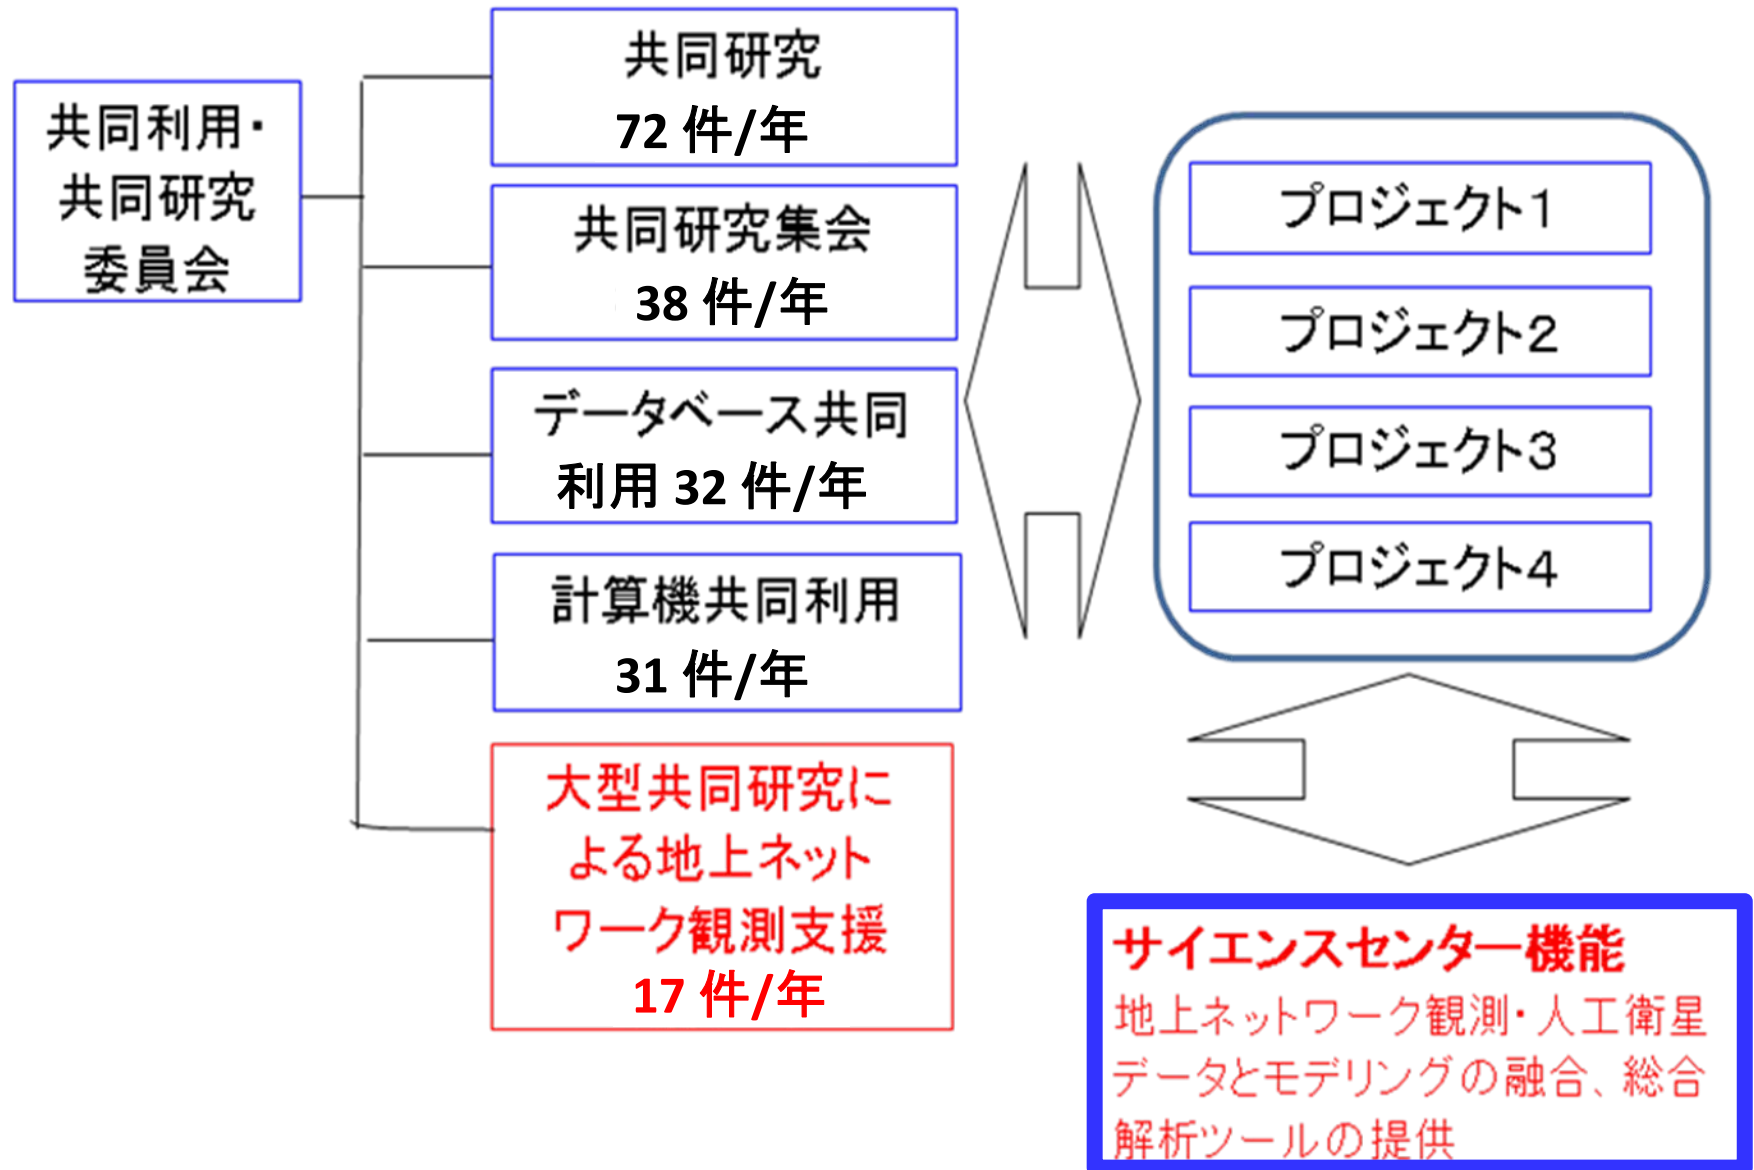 共同利用・
共同研究
委員会
共同研究
72 件/年
共同研究集会
38 件/年
データベース共同
利用 32 件/年
計算機共同利用
31 件/年
大型共同研究に
よる地上ネット
ワーク観測支援
17 件/年
プロジェクト1
プロジェクト2
プロジェクト3
プロジェクト4
サイエンスセンター機能
地上ネットワーク観測・人工衛星
データとモデリングの融合、総合
解析ツールの提供